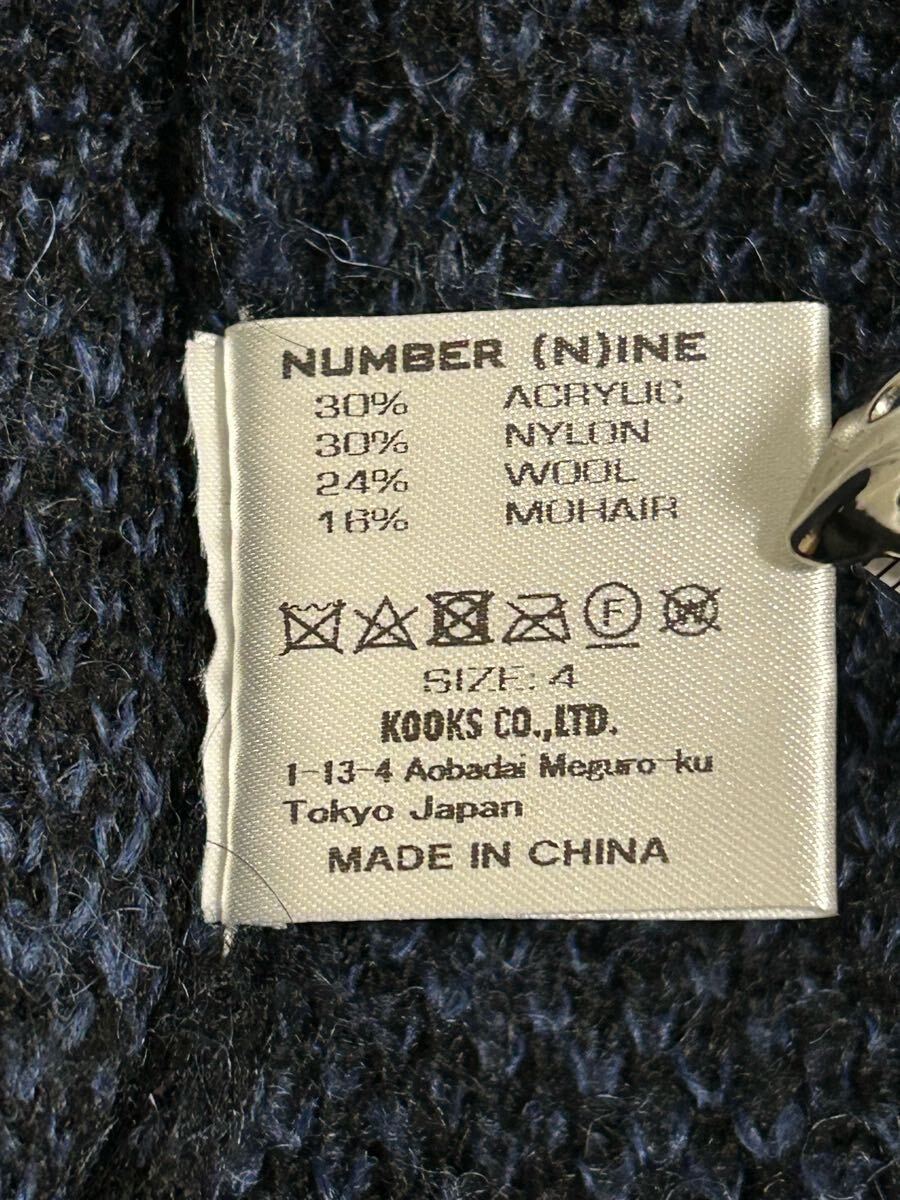 NUMBER (N)INE
30% ACRYLIC
30% NYLON
24% WOOL
16% MOHAIR
F W
SIZE: 4
KOOKS CO.,LTD.
1-13-4 Aobadai Meguro-ku
Tokyo Japan
MADE IN CHINA